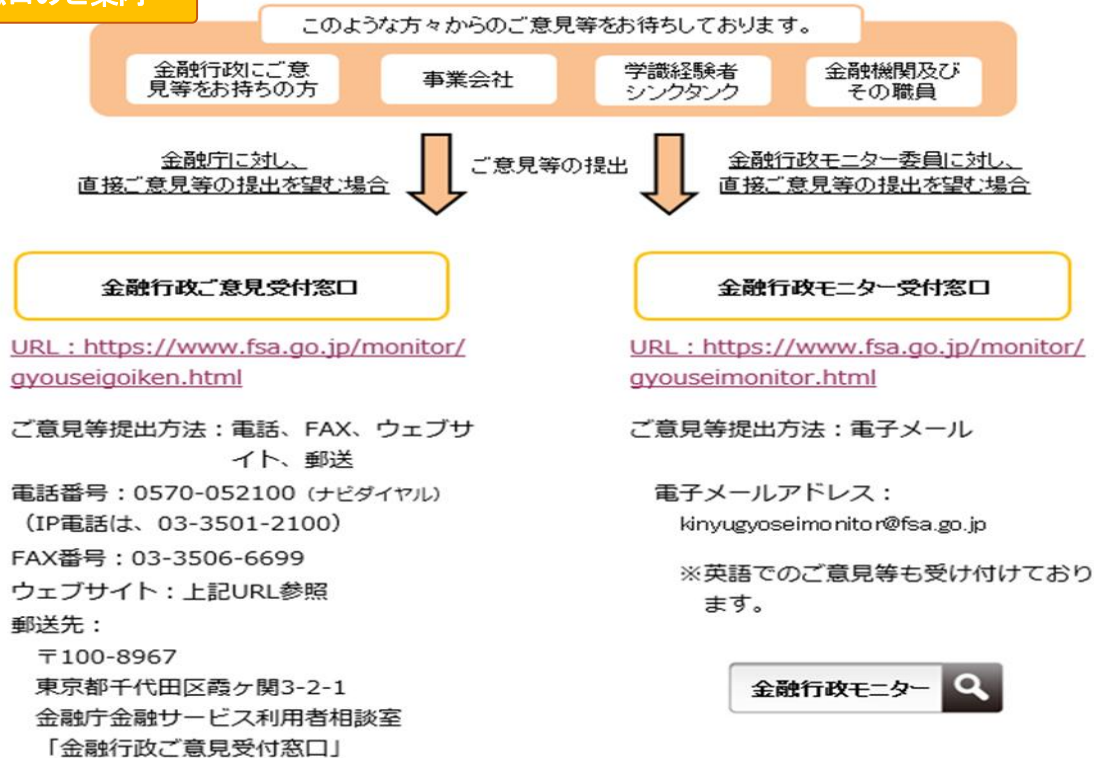 口のご案内
このような方々からのご意見等をお待ちしております。
金融行政にご意
見等をお持ちの方
事業会社
学識経験者
シンクタンク
金融機関及び
その職員
金融庁に対し、
直接ご意見等の提出を望む場合
ご意見等の提出
金融行政モニター委員に対し、
直接ご意見等の提出を望む場合
金融行政ご意見受付窓口
URL：https://www.fsa.go.jp/monitor/
gyouseigoiken.html
ご意見等提出方法：電話、FAX、ウェブサ
イト、郵送
電話番号：0570-052100（ナビダイヤル）
（IP電話は、03-3501-2100）
FAX番号：03-3506-6699
ウェブサイト：上記URL参照
郵送先：
〒100-8967
東京都千代田区霞ヶ関3-2-1
金融庁金融サービス利用者相談室
「金融行政ご意見受付窓口」
金融行政モニター受付窓口
URL：https://www.fsa.go.jp/monitor/
gyouseimonitor.html
ご意見等提出方法：電子メール
電子メールアドレス：
kinyugyoseimonitor@fsa.go.jp
※英語でのご意見等も受け付けており
ます。
金融行政モニター